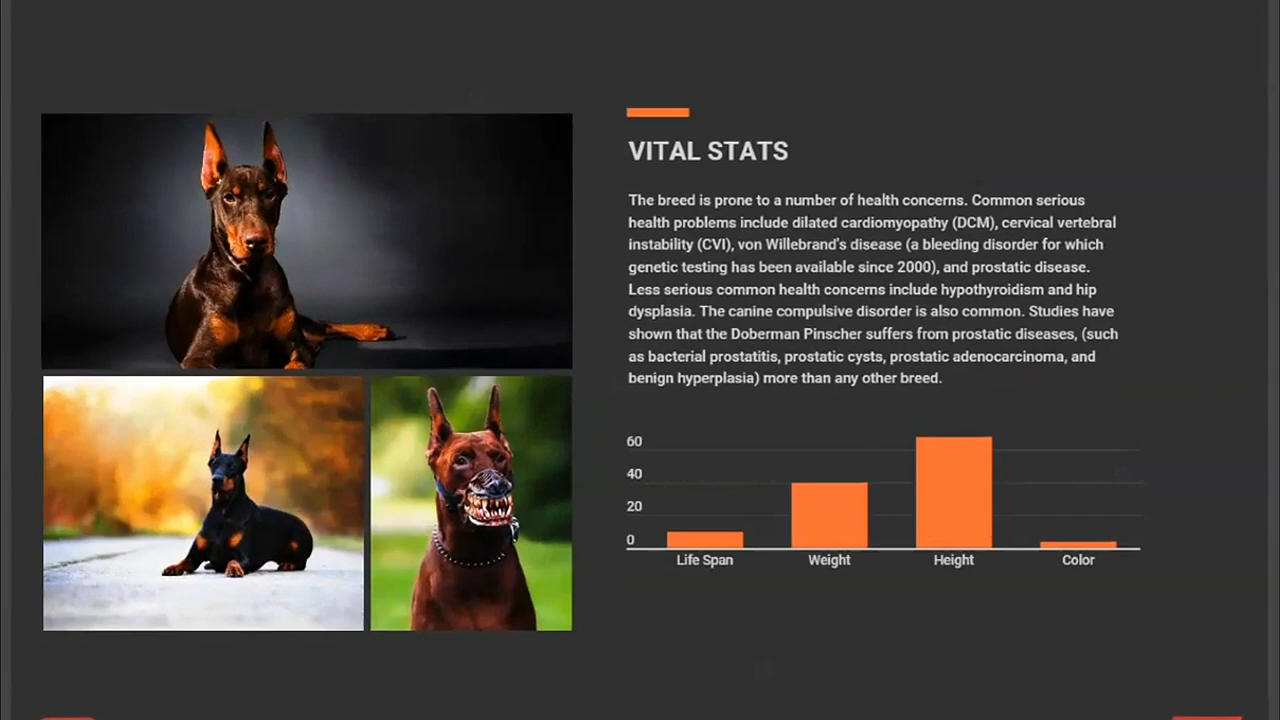 VITAL STATS
The breed is prone to a number of health concerns. Common serious
health problems include dilated cardiomyopathy (DCM), cervical vertebral
instability (CVI), von Willebrand's disease (a bleeding disorder for which
genetic testing has been available since 2000), and prostatic disease.
Less serious common health concerns include hypothyroidism and hip
dysplasia. The canine compulsive disorder is also common. Studies have
shown that the Doberman Pinscher suffers from prostatic diseases, (such
as bacterial prostatitis, prostatic cysts, prostatic adenocarcinoma, and
benign hyperplasia) more than any other breed.
60
40
20
0
Life Span Weight Height Color